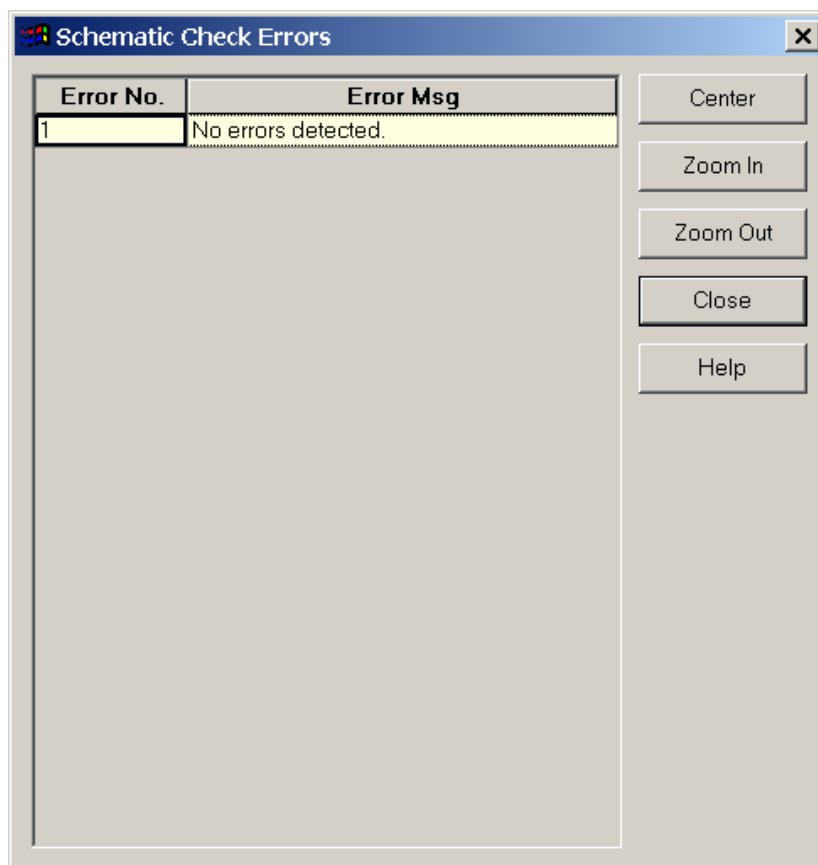 Schematic Check Errors
Error No. Error Msg
1 No errors detected.
Center
Zoom In
Zoom Out
Close
Help